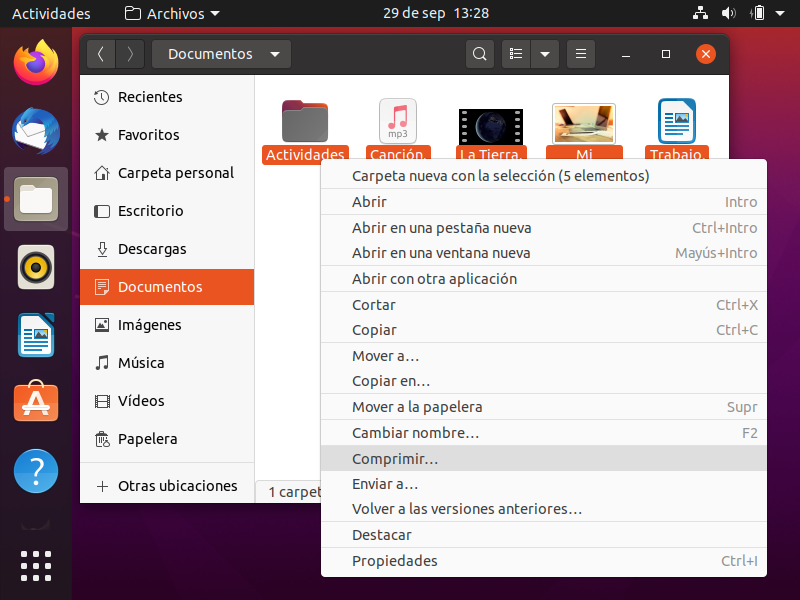 Actividades
Archivos
29 de sep 13:28
Documentos
Recientes
Favoritos
Carpeta personal
Escritorio
Descargas
Documentos
Imágenes
Música
Vídeos
Papelera
Otras ubicaciones
mp3
Actividades
Canción.
La Tierra.
Mi
Trabajo.
1 carpet
Carpeta nueva con la selección (5 elementos)
Abrir Intro
Abrir en una pestaña nueva Ctrl+Intro
Abrir en una ventana nueva Mayús+Intro
Abrir con otra aplicación
Cortar Ctrl+X
Copiar Ctrl+C
Mover a…
Copiar en…
Mover a la papelera Supr
Cambiar nombre… F2
Comprimir…
Enviar a…
Volver a las versiones anteriores…
Destacar
Propiedades Ctrl+I